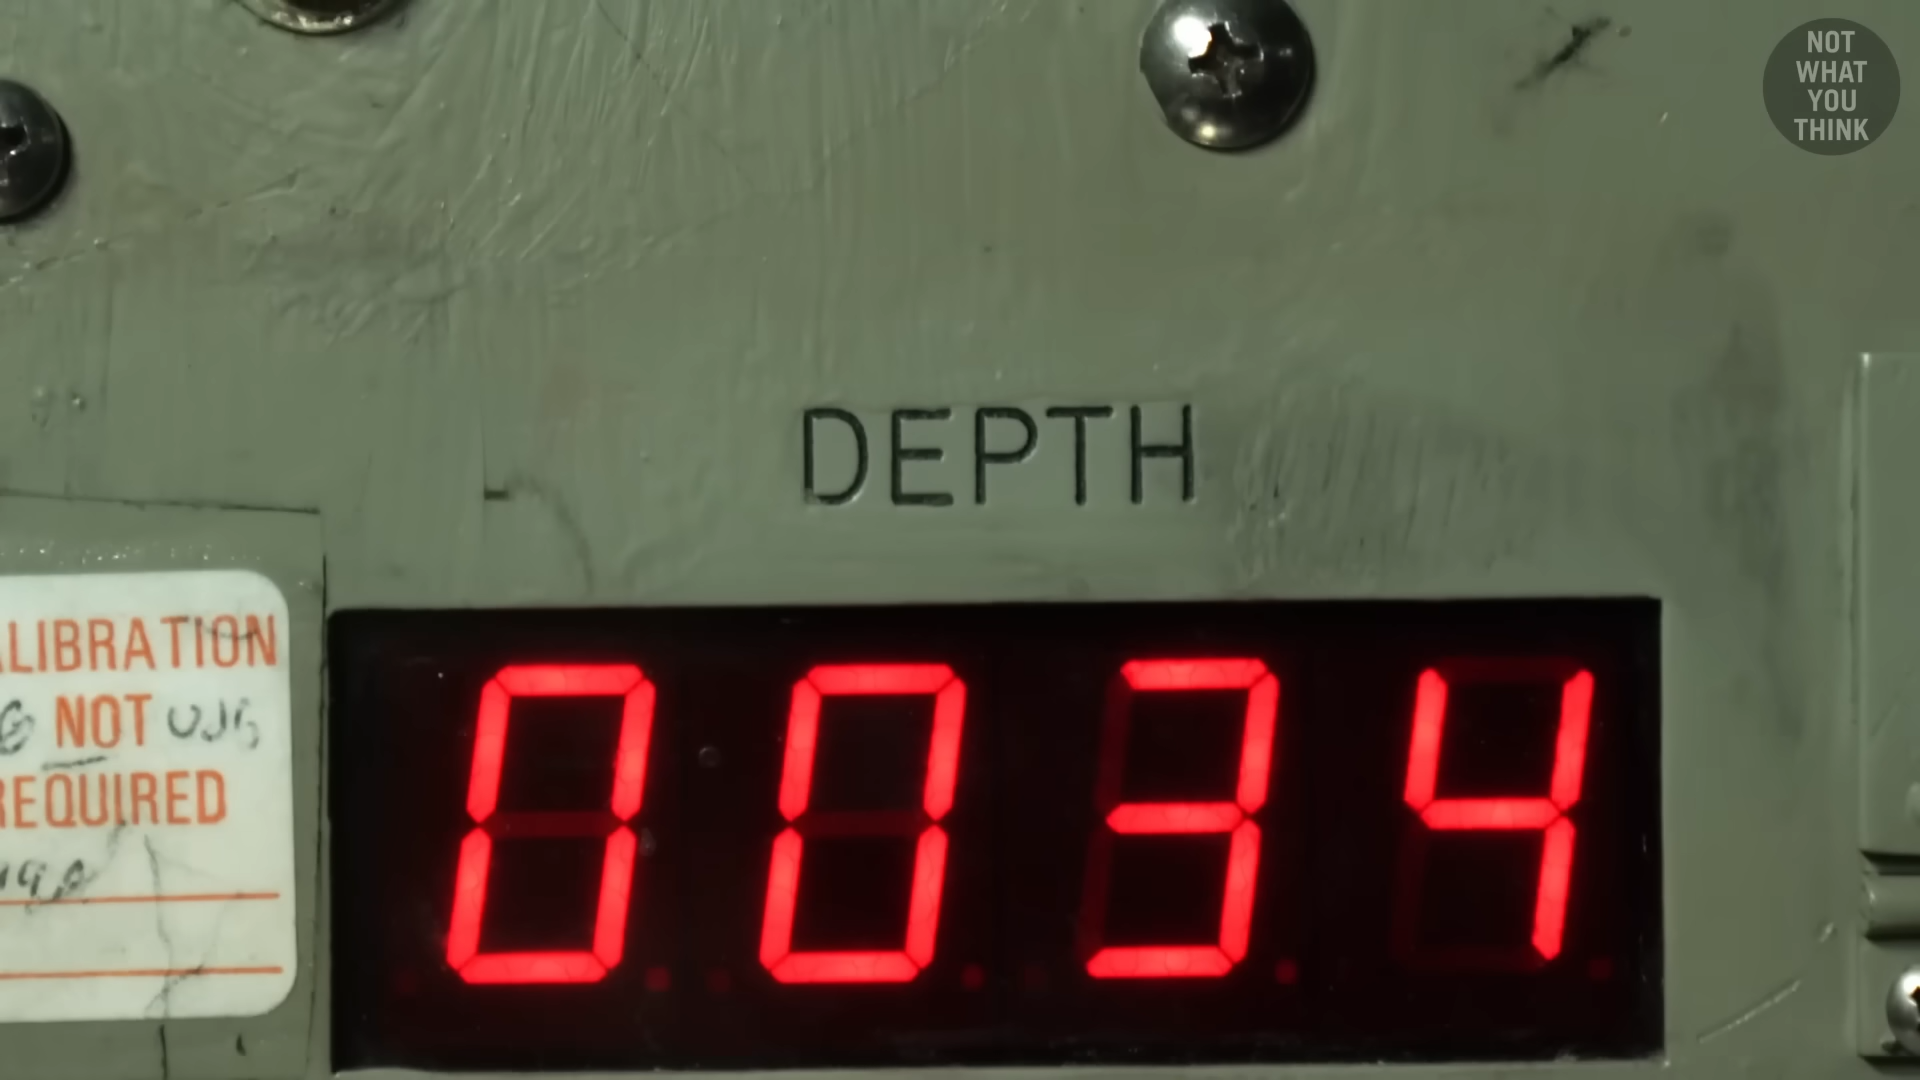 NOT
WHAT
YOU
THINK
DEPTH
ALIBRATION
NOT
REQUIRED
0034